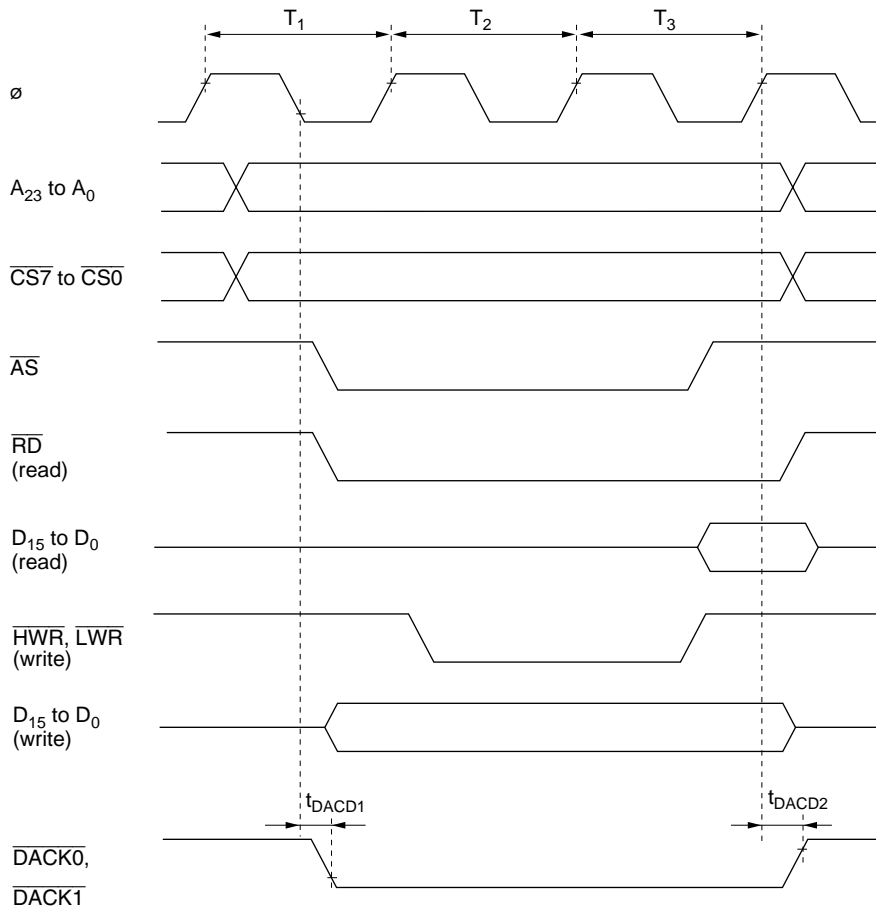 T1 T2 T3
ø
A23 to A0
CS7 to CS0
AS
RD
(read)
D15 to D0
(read)
HWR, LWR
(write)
D15 to D0
(write)
tDACD1 tDACD2
DACK0,
DACK1